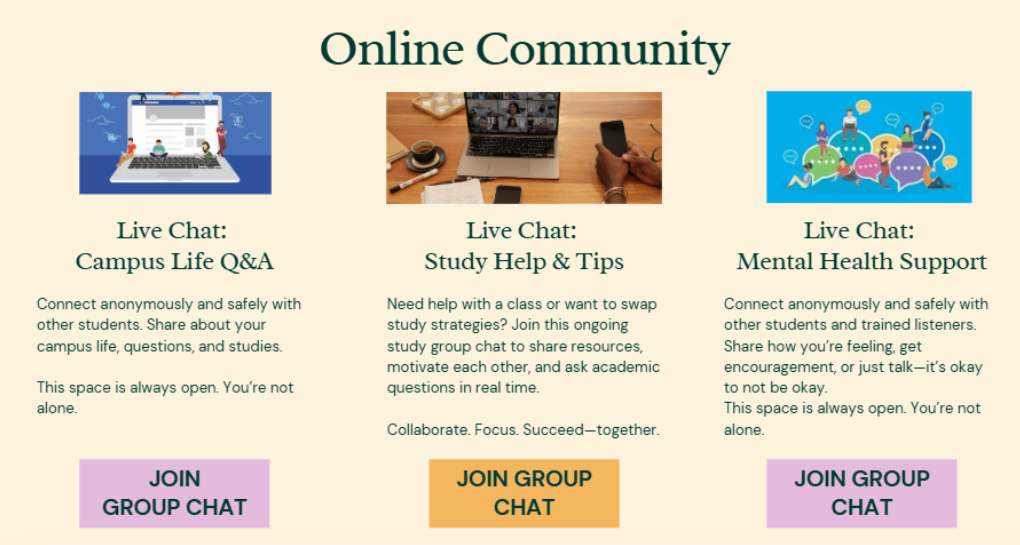 Online Community
Live Chat:
Campus Life Q&A
Connect anonymously and safely with
other students. Share about your
campus life, questions, and studies.
This space is always open. You're not
alone.
JOIN
GROUP CHAT
Live Chat:
Study Help & Tips
Need help with a class or want to swap
study strategies? Join this ongoing
study group chat to share resources,
motivate each other, and ask academic
questions in real time.
Collaborate. Focus. Succeed—together.
JOIN GROUP
CHAT
Live Chat:
Mental Health Support
Connect anonymously and safely with
other students and trained listeners.
Share how you're feeling, get
encouragement, or just talk—it's okay
to not be okay.
This space is always open. You're not
alone.
JOIN GROUP
CHAT